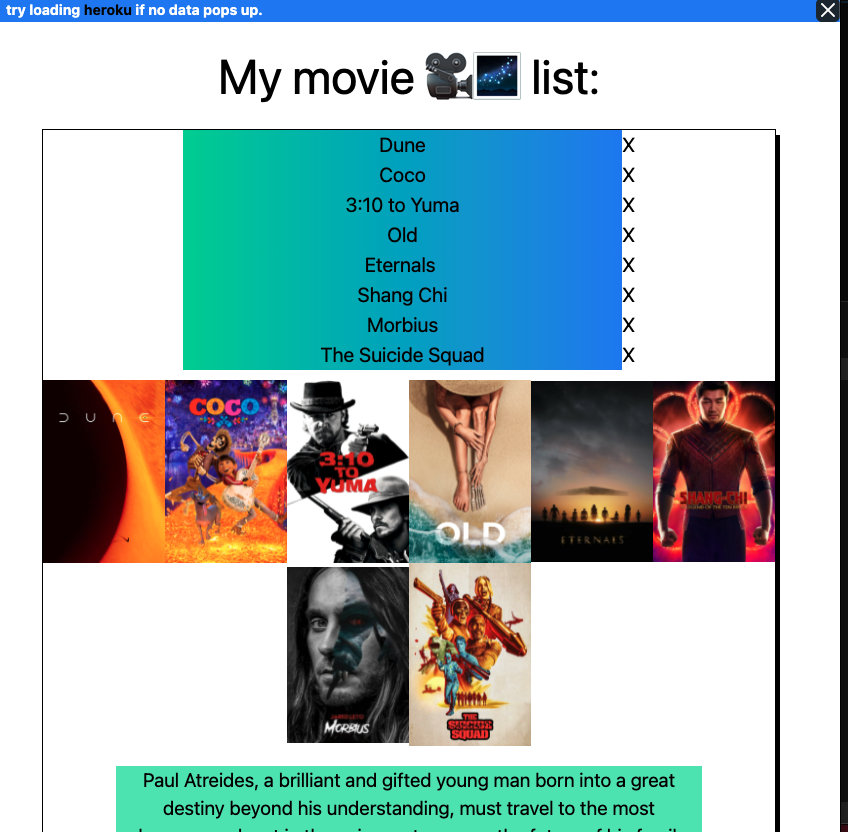 try loading heroku if no data pops up.
My movie 🎥🌌 list:
Dune X
Coco X
3:10 to Yuma X
Old X
Eternals X
Shang Chi X
Morbius X
The Suicide Squad X
DUNE
COCO
3:10
TO
YUMA
OLD
ETERNALS
SHANG-CHI
MORBIUS
THE
SUICIDE
SQUAD
Paul Atreides, a brilliant and gifted young man born into a great
destiny beyond his understanding, must travel to the most